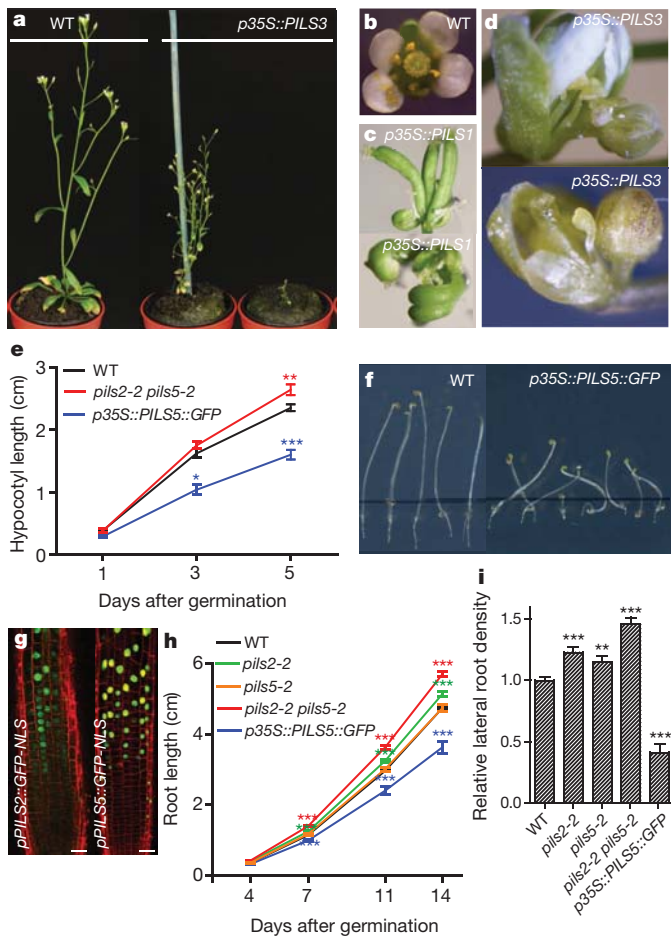 a
WT
p35S::PILS3
b
WT
c
p35S::PILS1
p35S::PILS1
d
p35S::PILS3
p35S::PILS3
e
WT
pils2-2 pils5-2
p35S::PILS5::GFP
Hypocotyl length (cm)
3
2
1
0
**
*
***
1 3 5
Days after germination
f
WT
p35S::PILS5::GFP
g
pPILS2::GFP-NLS
pPILS5::GFP-NLS
h
WT
pils2-2
pils5-2
pils2-2 pils5-2
p35S::PILS5::GFP
Root length (cm)
6
4
2
0
***
***
***
***
***
***
***
***
4 7 11 14
Days after germination
i
Relative lateral root density
1.5
1.0
0.5
0.0
***
**
***
***
WT
pils2-2
pils5-2
pils2-2 pils5-2
p35S::PILS5::GFP